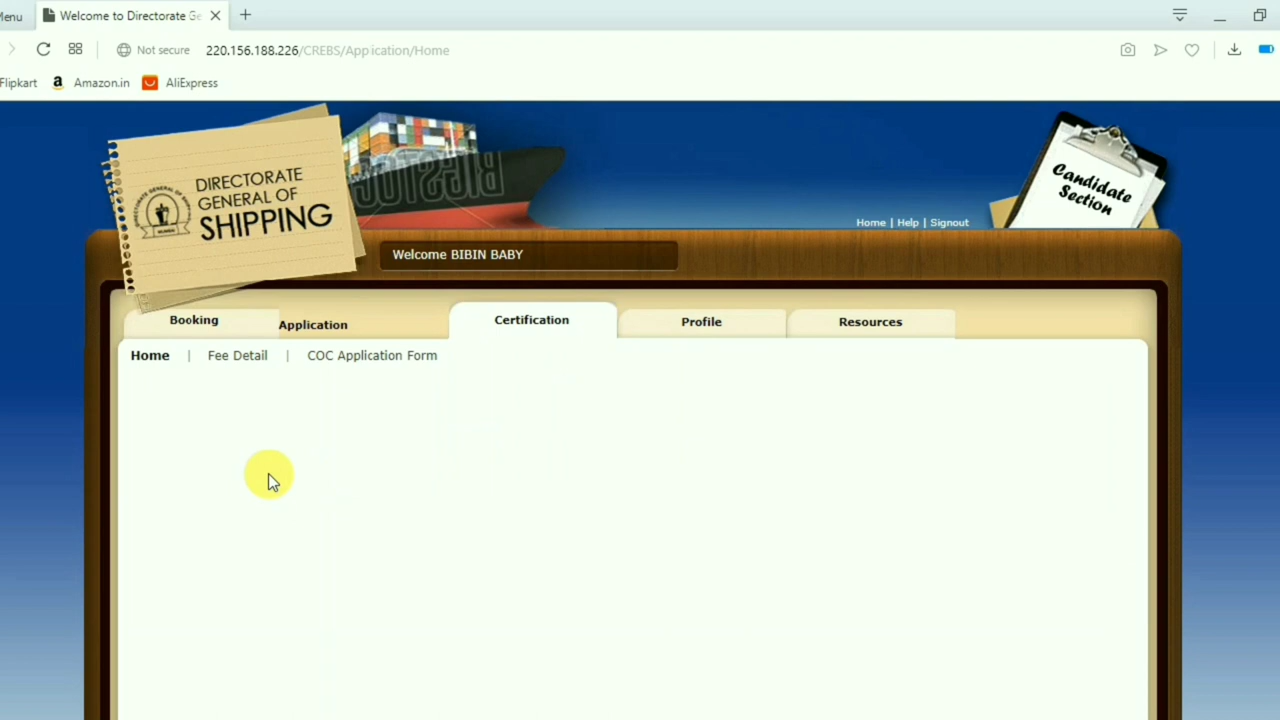 Menu
Welcome to Directorate Ge
Not secure 220.156.188.226/CREBS/Application/Home
Flipkart
Amazon.in
AliExpress
DIRECTORATE
GENERAL OF
SHIPPING
BIGSTOCK
Candidate
Section
Home | Help | Signout
Welcome BIBIN BABY
Booking
Application
Certification
Profile
Resources
Home | Fee Detail | COC Application Form